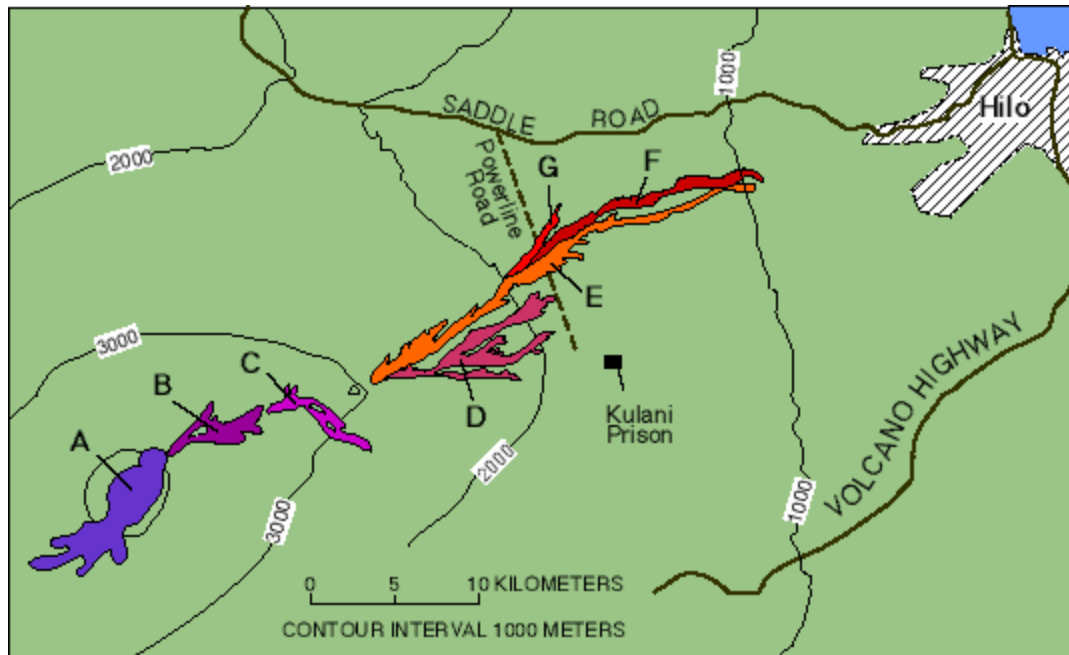 1000
SADDLE ROAD
Hilo
2000
Powerline
Road
G
F
E
3000
C
B
D
Kulani
Prison
A
2000
VOLCANO HIGHWAY
3000
1000
0 5 10 KILOMETERS
CONTOUR INTERVAL 1000 METERS